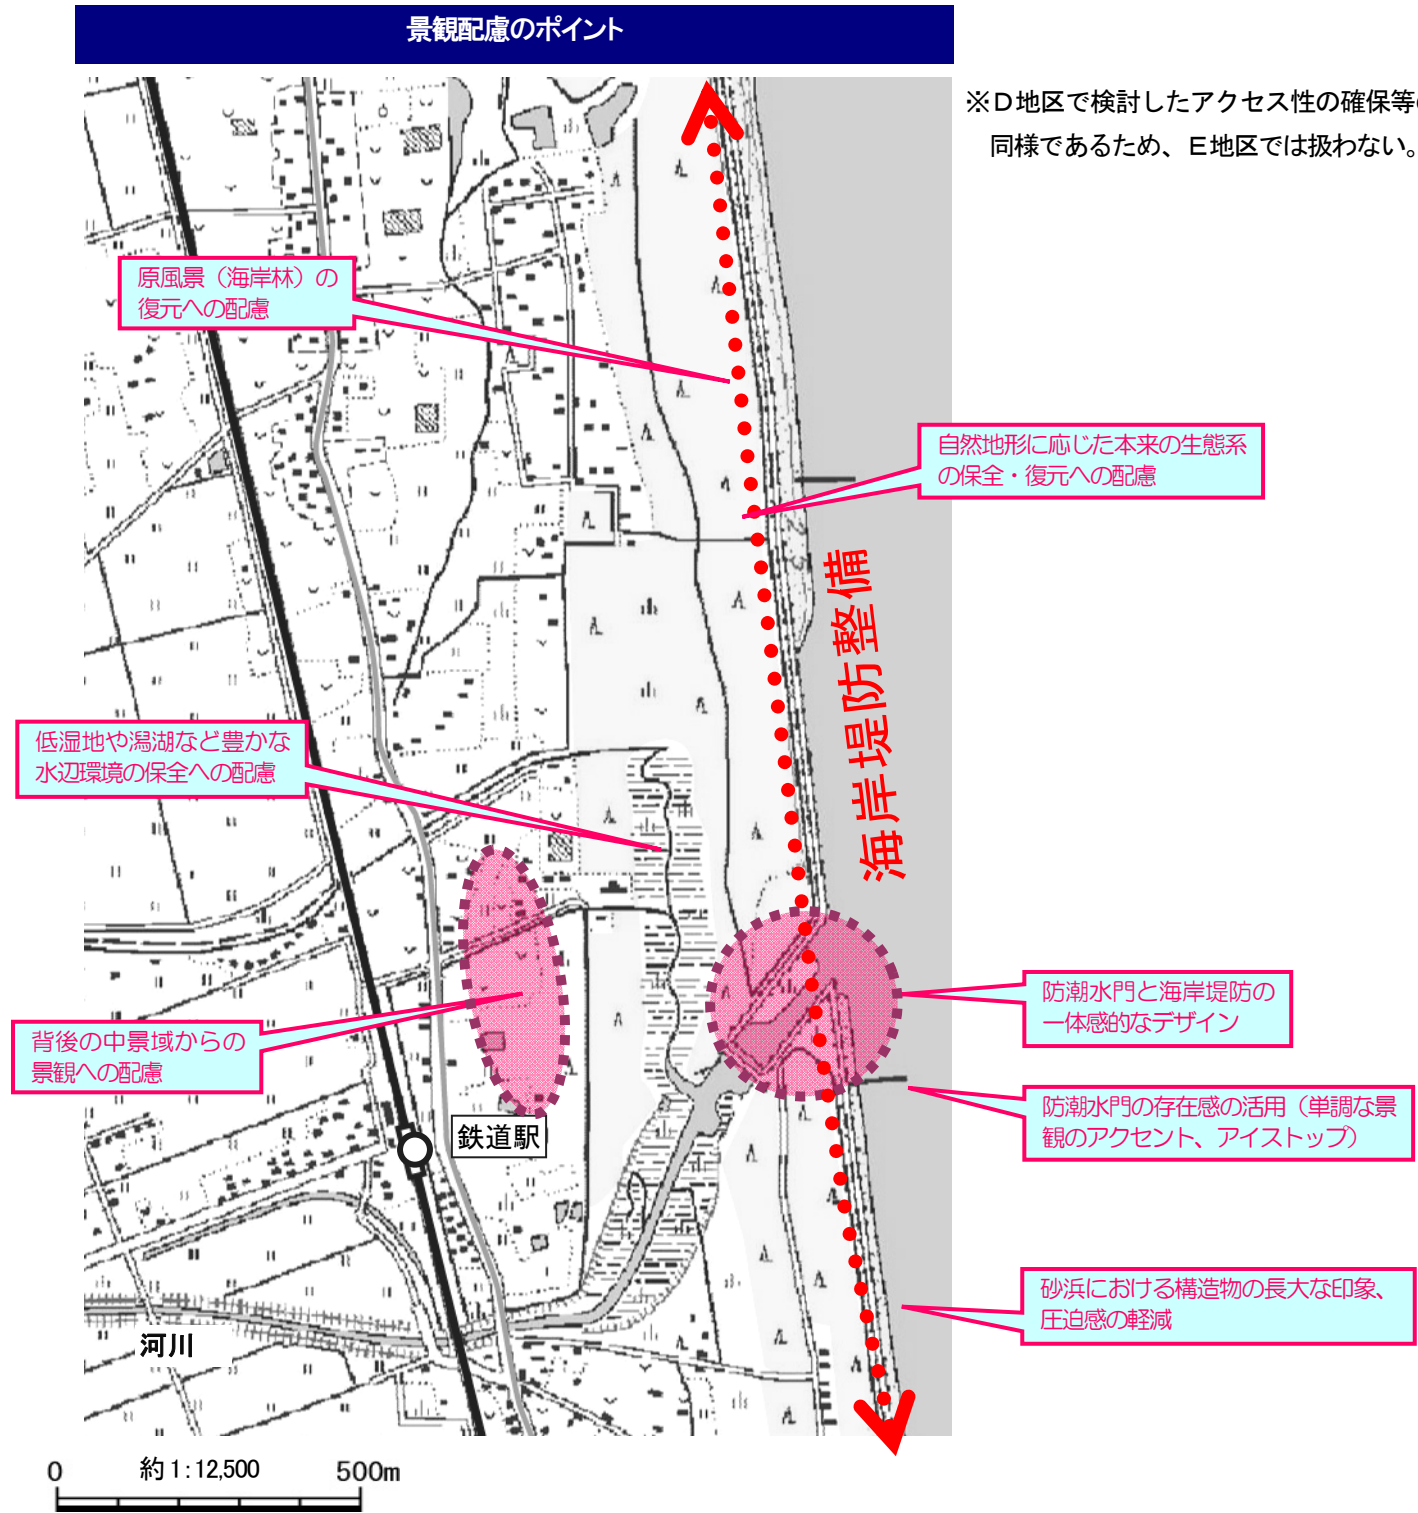 景観配慮のポイント
※D地区で検討したアクセス性の確保等
同様であるため、E地区では扱わない。
原風景（海岸林）の
復元への配慮
自然地形に応じた本来の生態系
の保全・復元への配慮
海岸堤防整備
低湿地や潟湖など豊かな
水辺環境の保全への配慮
防潮水門と海岸堤防の
一体感的なデザイン
背後の中景域からの
景観への配慮
防潮水門の存在感の活用（単調な景
観のアクセント、アイストップ）
鉄道駅
砂浜における構造物の長大な印象、
圧迫感の軽減
河川
0 約1:12,500 500m